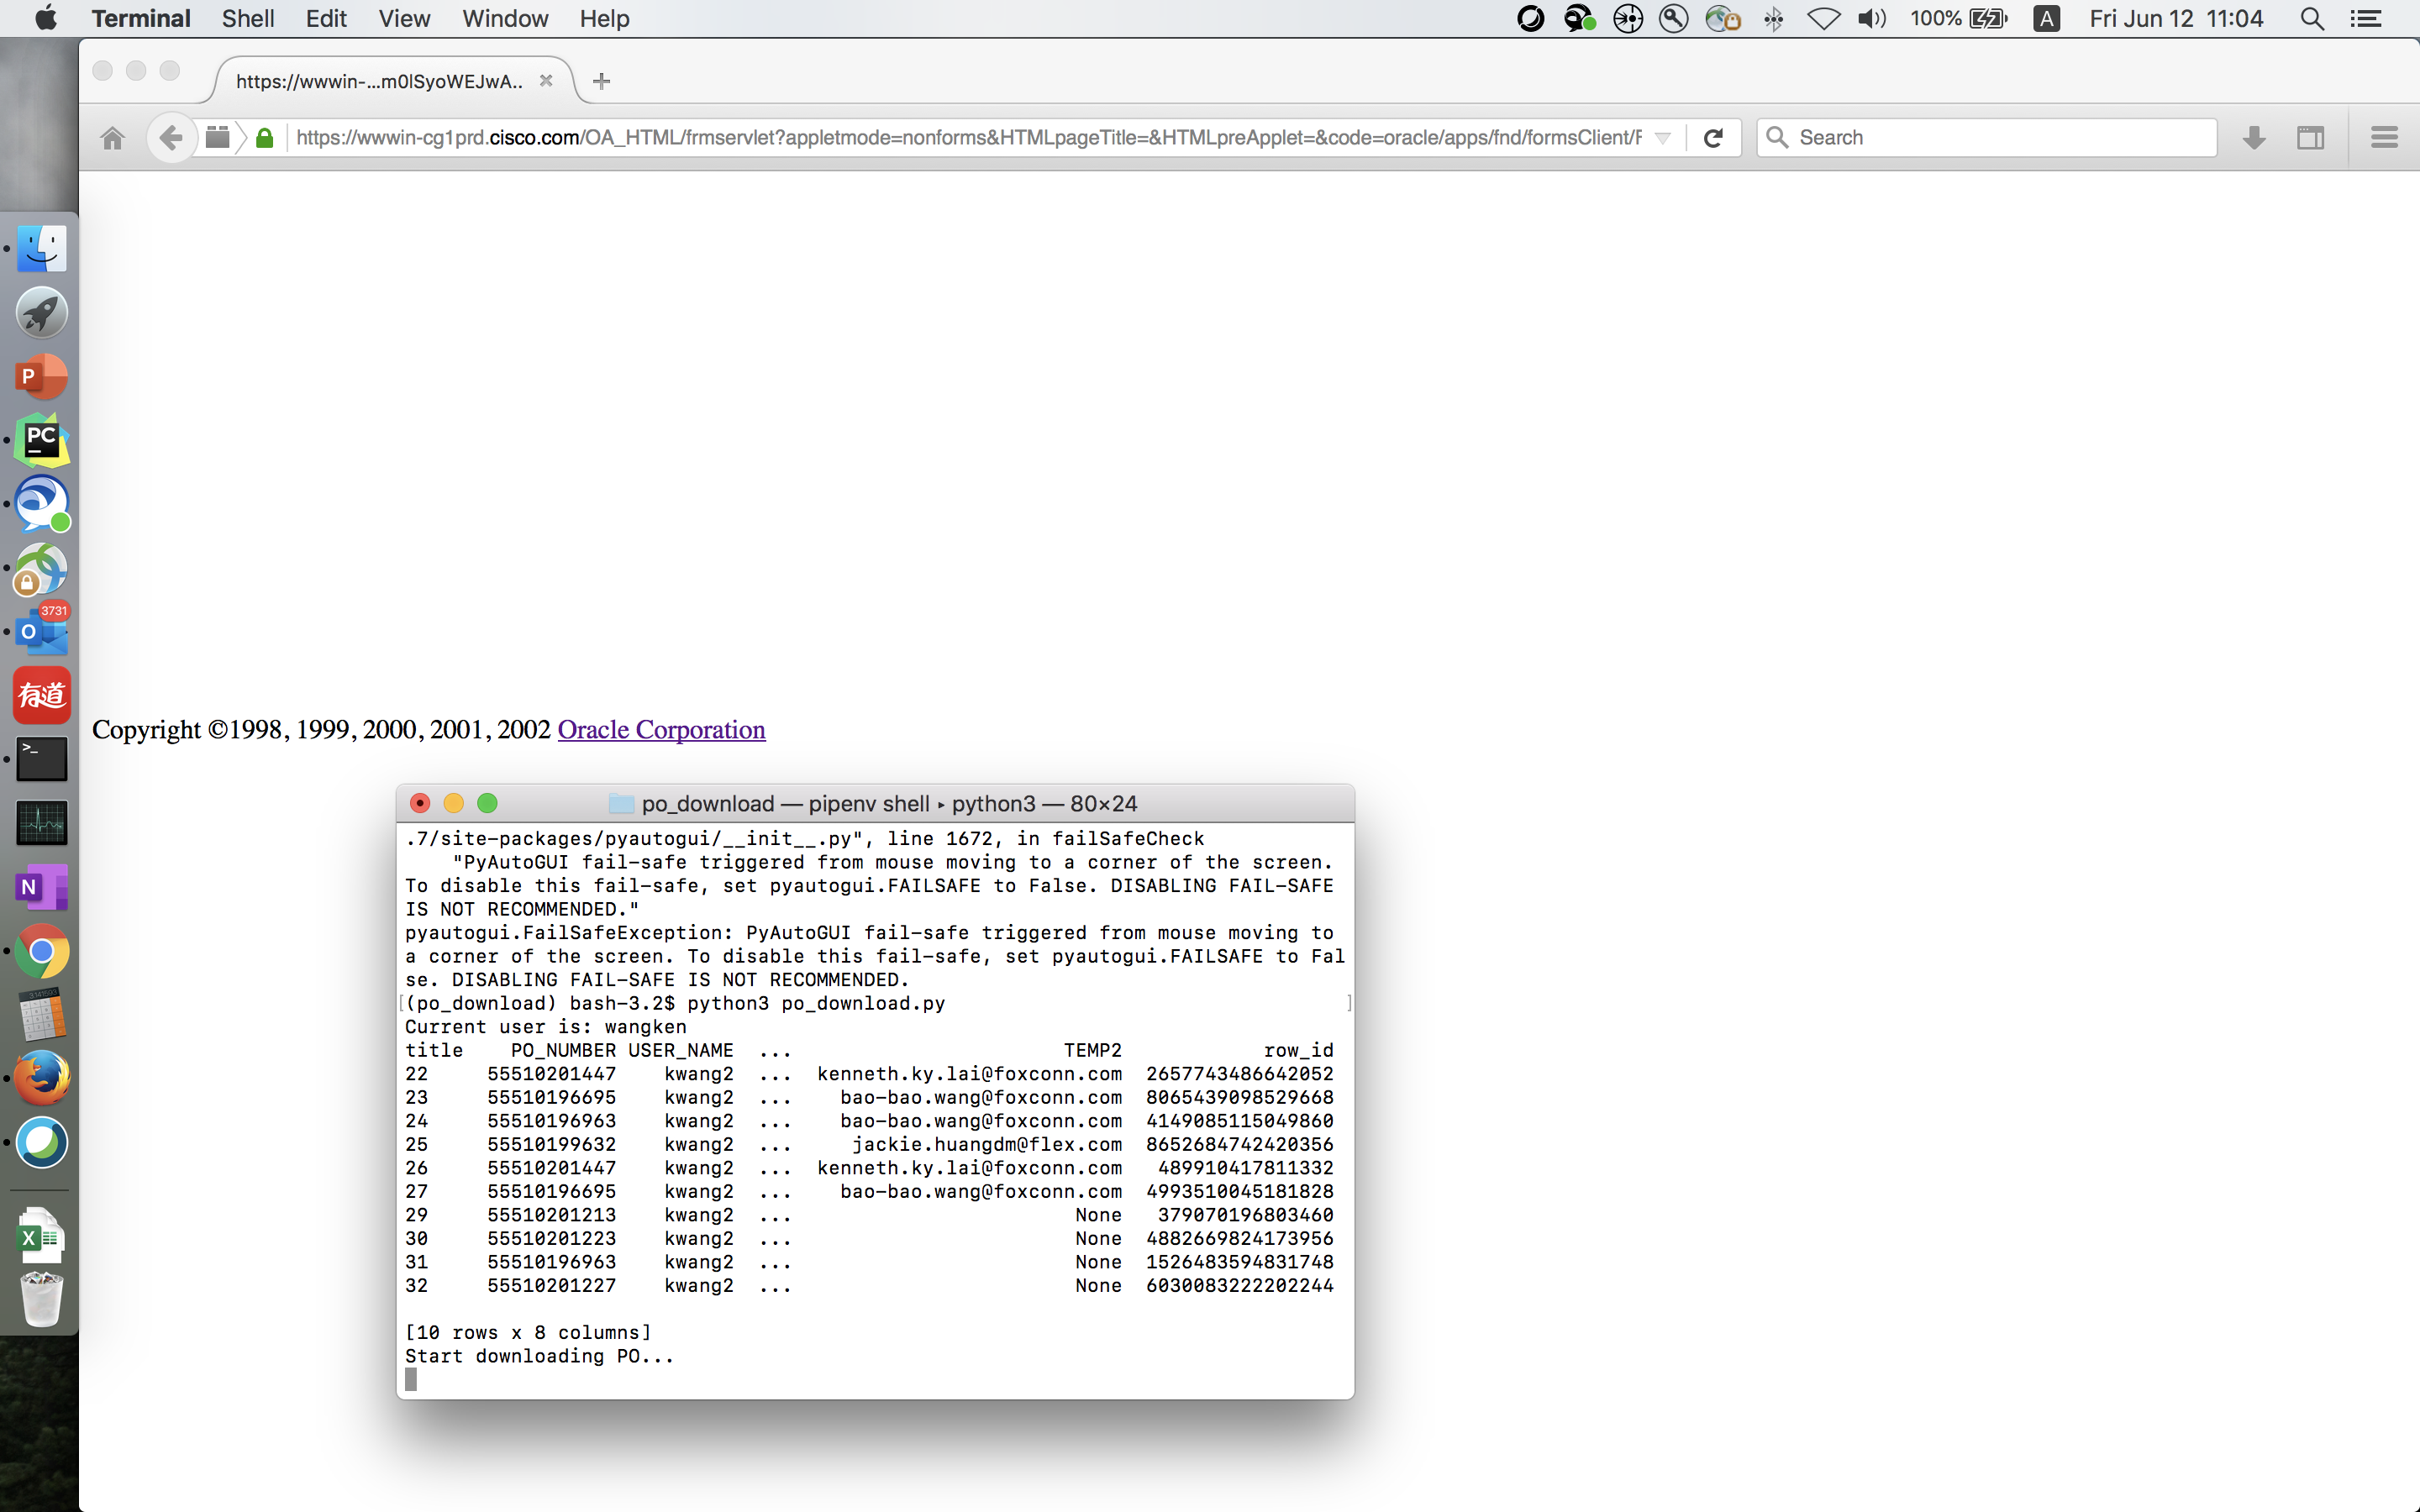 Terminal Shell Edit View Window Help 100% A Fri Jun 12 11:04
https://wwwin-...m0lSyoWEJwA..
https://wwwin-cg1prd.cisco.com/OA_HTML/frmservlet?appletmode=nonforms&HTMLpageTitle=&HTMLpreApplet=&code=oracle/apps/fnd/formsClient/F Search
P
PC
3731
O
有道
>_
N
X
Copyright ©1998, 1999, 2000, 2001, 2002 Oracle Corporation
po_download — pipenv shell ▸ python3 — 80×24
.7/site-packages/pyautogui/__init__.py", line 1672, in failSafeCheck
"PyAutoGUI fail-safe triggered from mouse moving to a corner of the screen.
To disable this fail-safe, set pyautogui.FAILSAFE to False. DISABLING FAIL-SAFE
IS NOT RECOMMENDED."
pyautogui.FailSafeException: PyAutoGUI fail-safe triggered from mouse moving to
a corner of the screen. To disable this fail-safe, set pyautogui.FAILSAFE to Fal
se. DISABLING FAIL-SAFE IS NOT RECOMMENDED.
[(po_download) bash-3.2$ python3 po_download.py ]
Current user is: wangken
title PO_NUMBER USER_NAME ... TEMP2 row_id
22 55510201447 kwang2 ... kenneth.ky.lai@foxconn.com 2657743486642052
23 55510196695 kwang2 ... bao-bao.wang@foxconn.com 8065439098529668
24 55510196963 kwang2 ... bao-bao.wang@foxconn.com 4149085115049860
25 55510199632 kwang2 ... jackie.huangdm@flex.com 8652684742420356
26 55510201447 kwang2 ... kenneth.ky.lai@foxconn.com 489910417811332
27 55510196695 kwang2 ... bao-bao.wang@foxconn.com 4993510045181828
29 55510201213 kwang2 ... None 379070196803460
30 55510201223 kwang2 ... None 4882669824173956
31 55510196963 kwang2 ... None 1526483594831748
32 55510201227 kwang2 ... None 6030083222202244
[10 rows x 8 columns]
Start downloading PO...